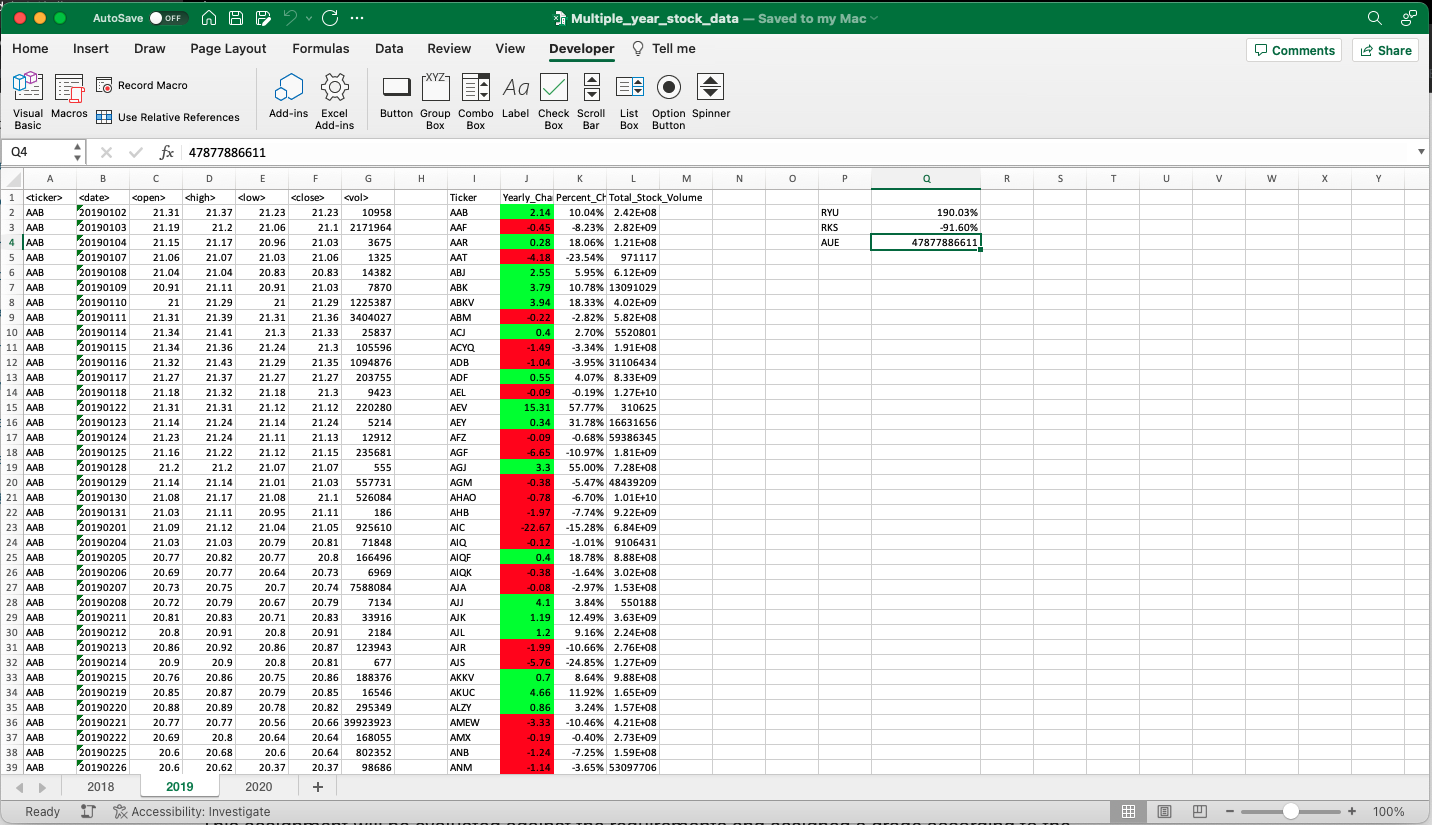 AutoSave OFF Multiple_year_stock_data — Saved to my Mac
Home Insert Draw Page Layout Formulas Data Review View Developer Tell me Comments Share
Visual Basic Macros Record Macro Use Relative References Add-ins Excel Add-ins Button Group Box Combo Box Label Check Box Scroll Bar List Box Option Button Spinner
XYZ Aa
Q4 fx 47877886611
A B C D E F G H I J K L M N O P Q R S T U V W X Y
1 <ticker> <date> <open> <high> <low> <close> <vol> Ticker Yearly_Cha Percent_Ch Total_Stock_Volume
2 AAB 20190102 21.31 21.37 21.23 21.23 10958 AAB 2.14 10.04% 2.42E+08 RYU 190.03%
3 AAB 20190103 21.19 21.2 21.06 21.1 2171964 AAF -0.45 -8.23% 2.82E+09 RKS -91.60%
4 AAB 20190104 21.15 21.17 20.96 21.03 3675 AAR 0.28 18.06% 1.21E+08 AUE 47877886611
5 AAB 20190107 21.06 21.07 21.03 21.06 1325 AAT -4.18 -23.54% 971117
6 AAB 20190108 21.04 21.04 20.83 20.83 14382 ABJ 2.55 5.95% 6.12E+09
7 AAB 20190109 20.91 21.11 20.91 21.03 7870 ABK 3.79 10.78% 13091029
8 AAB 20190110 21 21.29 21 21.29 1225387 ABKV 3.94 18.33% 4.02E+09
9 AAB 20190111 21.31 21.39 21.31 21.36 3404027 ABM -0.22 -2.82% 5.82E+08
10 AAB 20190114 21.34 21.41 21.3 21.33 25837 ACJ 0.4 2.70% 5520801
11 AAB 20190115 21.34 21.36 21.24 21.3 105596 ACYQ -1.49 -3.34% 1.91E+08
12 AAB 20190116 21.32 21.43 21.29 21.35 1094876 ADB -1.04 -3.95% 31106434
13 AAB 20190117 21.27 21.37 21.27 21.27 203755 ADF 0.55 4.07% 8.33E+09
14 AAB 20190118 21.18 21.32 21.18 21.3 9423 AEL -0.09 -0.19% 1.27E+10
15 AAB 20190122 21.31 21.31 21.12 21.12 220280 AEV 15.31 57.77% 310625
16 AAB 20190123 21.14 21.24 21.14 21.24 5214 AEY 0.34 31.78% 16631656
17 AAB 20190124 21.23 21.24 21.11 21.13 12912 AFZ -0.09 -0.68% 59386345
18 AAB 20190125 21.16 21.22 21.12 21.15 235681 AGF -6.65 -10.97% 1.81E+09
19 AAB 20190128 21.2 21.2 21.07 21.07 555 AGJ 3.3 55.00% 7.28E+08
20 AAB 20190129 21.14 21.14 21.01 21.03 557731 AGM -0.38 -5.47% 48439209
21 AAB 20190130 21.08 21.17 21.08 21.1 526084 AHAO -0.78 -6.70% 1.01E+10
22 AAB 20190131 21.03 21.11 20.95 21.11 186 AHB -1.97 -7.74% 9.22E+09
23 AAB 20190201 21.09 21.12 21.04 21.05 925610 AIC -22.67 -15.28% 6.84E+09
24 AAB 20190204 21.03 21.03 20.79 20.81 71848 AIQ -0.12 -1.01% 9106431
25 AAB 20190205 20.77 20.82 20.77 20.8 166496 AIQF 0.4 18.78% 8.88E+08
26 AAB 20190206 20.69 20.77 20.64 20.73 6969 AIQK -0.38 -1.64% 3.02E+08
27 AAB 20190207 20.73 20.75 20.7 20.74 7588084 AJA -0.08 -2.97% 1.53E+08
28 AAB 20190208 20.72 20.79 20.67 20.79 7134 AJJ 4.1 3.84% 550188
29 AAB 20190211 20.81 20.83 20.71 20.83 33916 AJK 1.19 12.49% 3.63E+09
30 AAB 20190212 20.8 20.91 20.8 20.91 2184 AJL 1.2 9.16% 2.24E+08
31 AAB 20190213 20.86 20.92 20.86 20.87 123943 AJR -1.99 -10.66% 2.76E+08
32 AAB 20190214 20.9 20.9 20.8 20.81 677 AJS -5.76 -24.85% 1.27E+09
33 AAB 20190215 20.76 20.86 20.75 20.86 188376 AKKV 0.7 8.64% 9.88E+08
34 AAB 20190219 20.85 20.87 20.79 20.85 16546 AKUC 4.66 11.92% 1.65E+09
35 AAB 20190220 20.88 20.89 20.78 20.82 295349 ALZY 0.86 3.24% 1.57E+08
36 AAB 20190221 20.77 20.77 20.56 20.66 39923923 AMEW -3.33 -10.46% 4.21E+08
37 AAB 20190222 20.69 20.8 20.64 20.64 168055 AMX -0.19 -0.40% 2.73E+09
38 AAB 20190225 20.6 20.68 20.6 20.64 802352 ANB -1.24 -7.25% 1.59E+08
39 AAB 20190226 20.6 20.62 20.37 20.37 98686 ANM -1.14 -3.65% 53097706
2018 2019 2020 +
Ready Accessibility: Investigate 100%